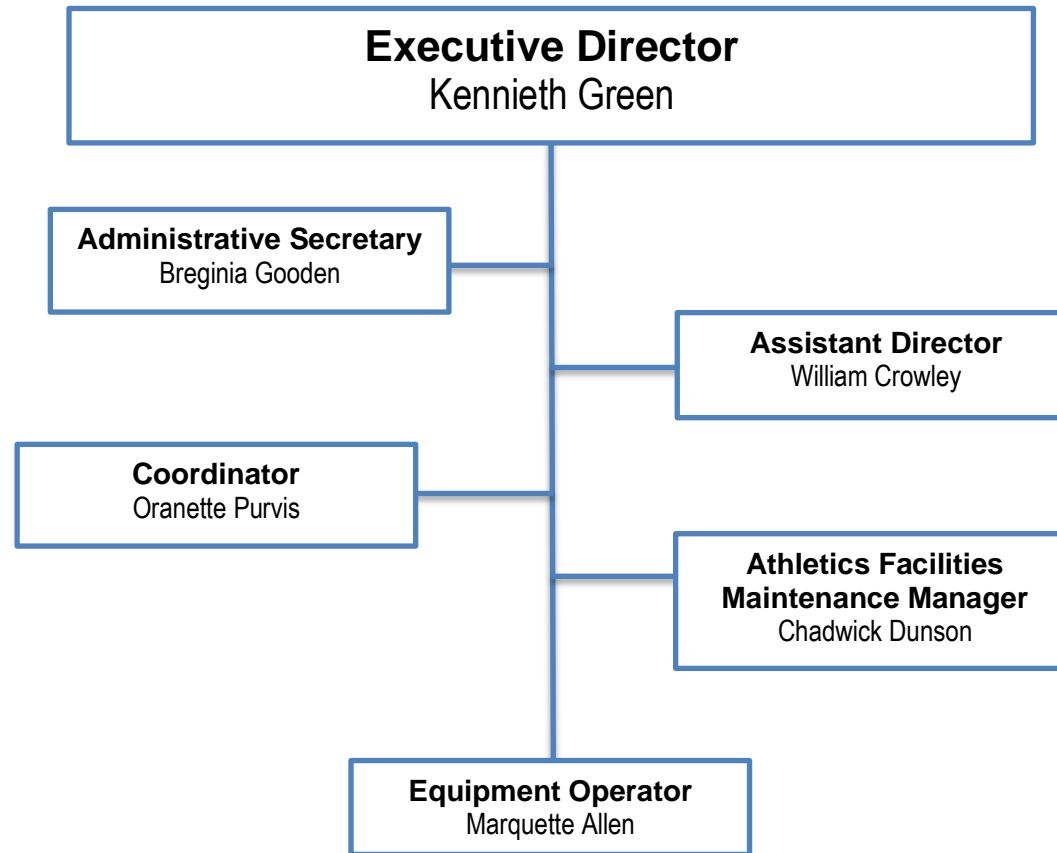 Executive Director
Kennieth Green
Administrative Secretary
Breginia Gooden
Assistant Director
William Crowley
Coordinator
Oranette Purvis
Athletics Facilities
Maintenance Manager
Chadwick Dunson
Equipment Operator
Marquette Allen